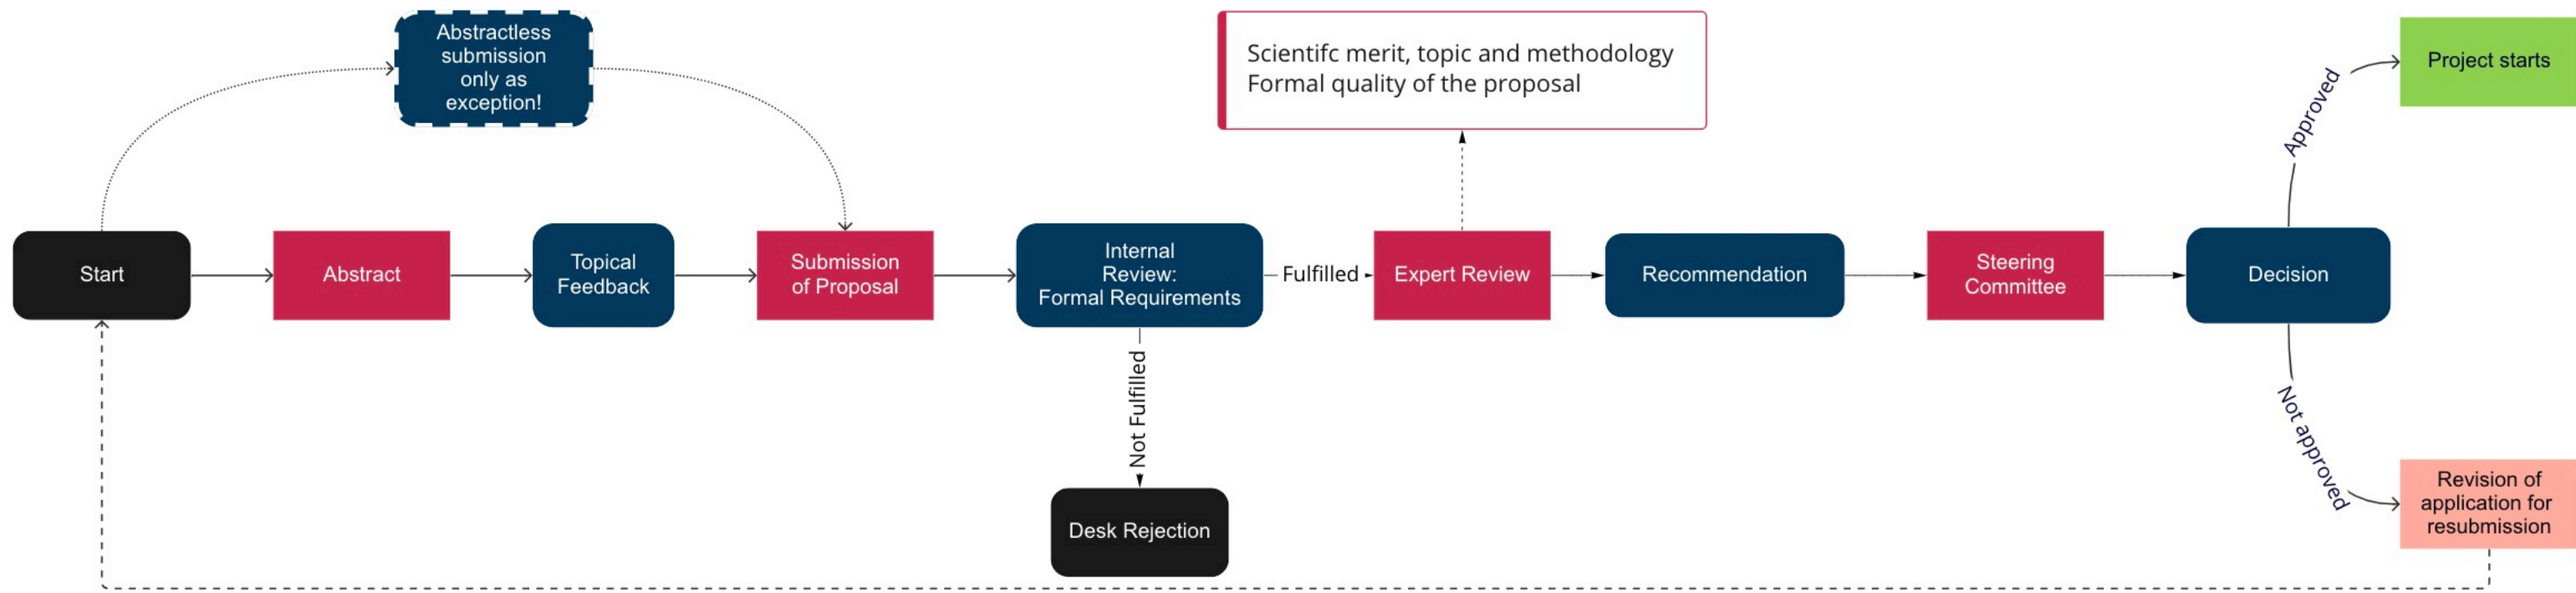 Abstractless
submission
only as
exception!
Scientifc merit, topic and methodology
Formal quality of the proposal
Project starts
Approved
Start
Abstract
Topical
Feedback
Submission
of Proposal
Internal
Review:
Formal Requirements
Fulfilled
Expert Review
Recommendation
Steering
Committee
Decision
Not Fulfilled
Not approved
Desk Rejection
Revision of
application for
resubmission